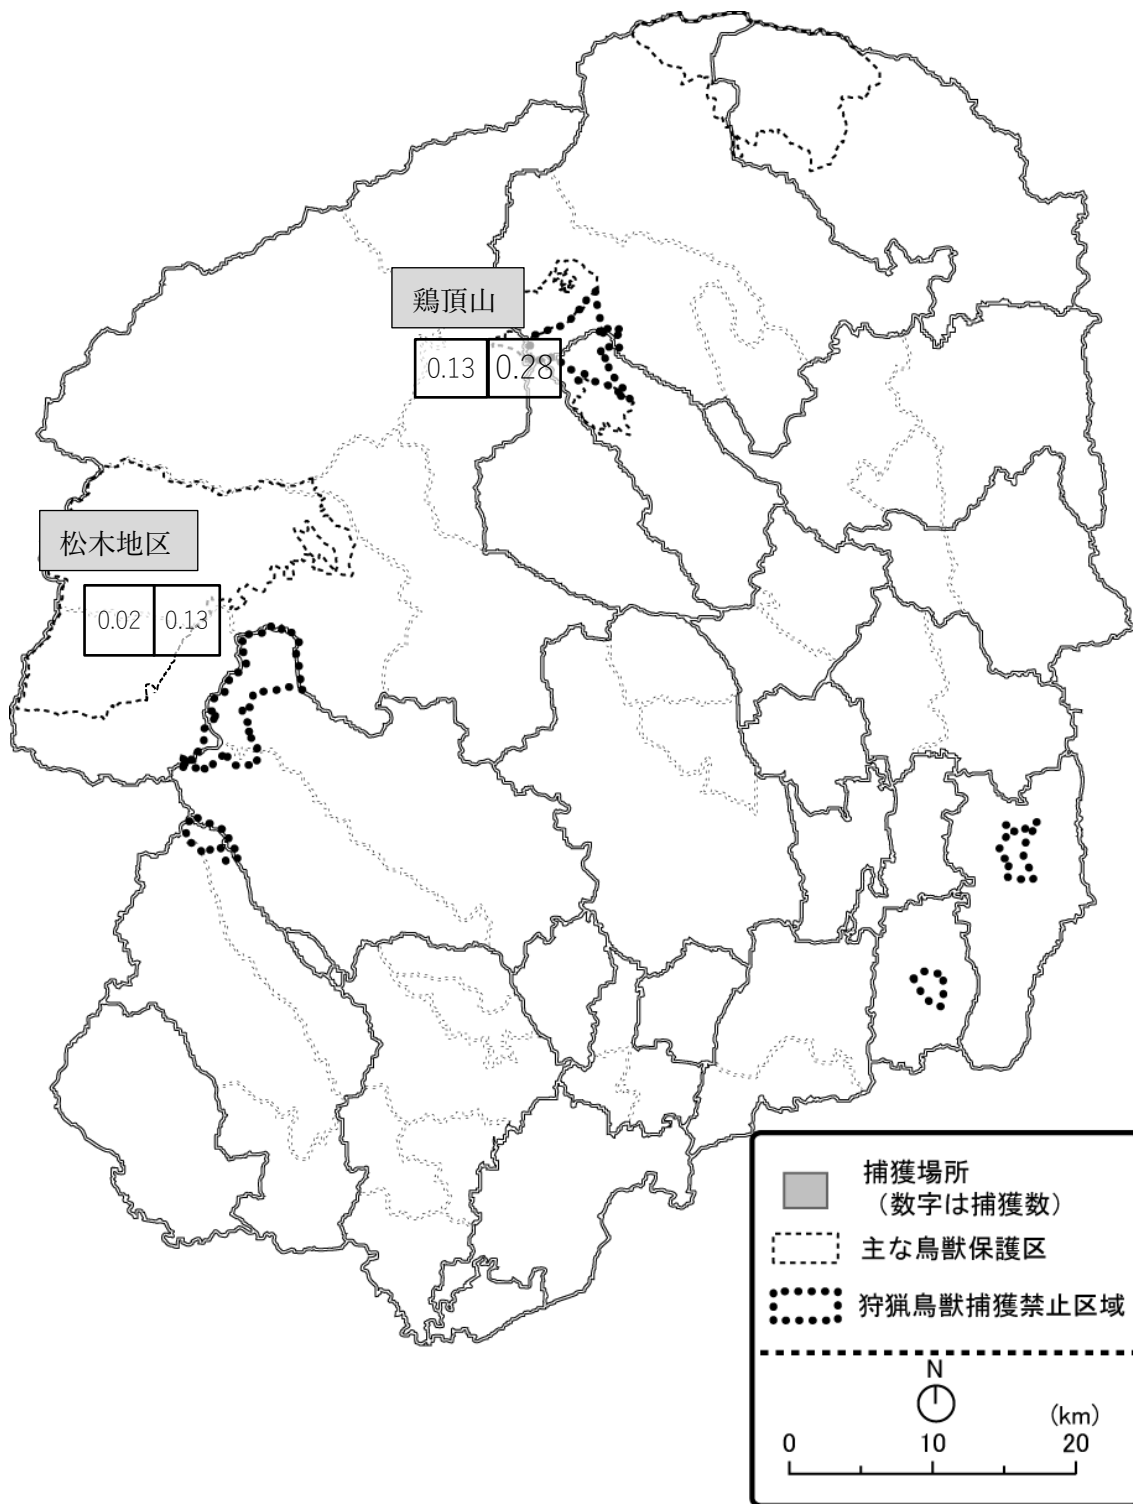 鶏頂山
0.13 0.28
松木地区
0.02 0.13
捕獲場所
（数字は捕獲数）
主な鳥獣保護区
狩猟鳥獣捕獲禁止区域
N
(km)
0 10 20